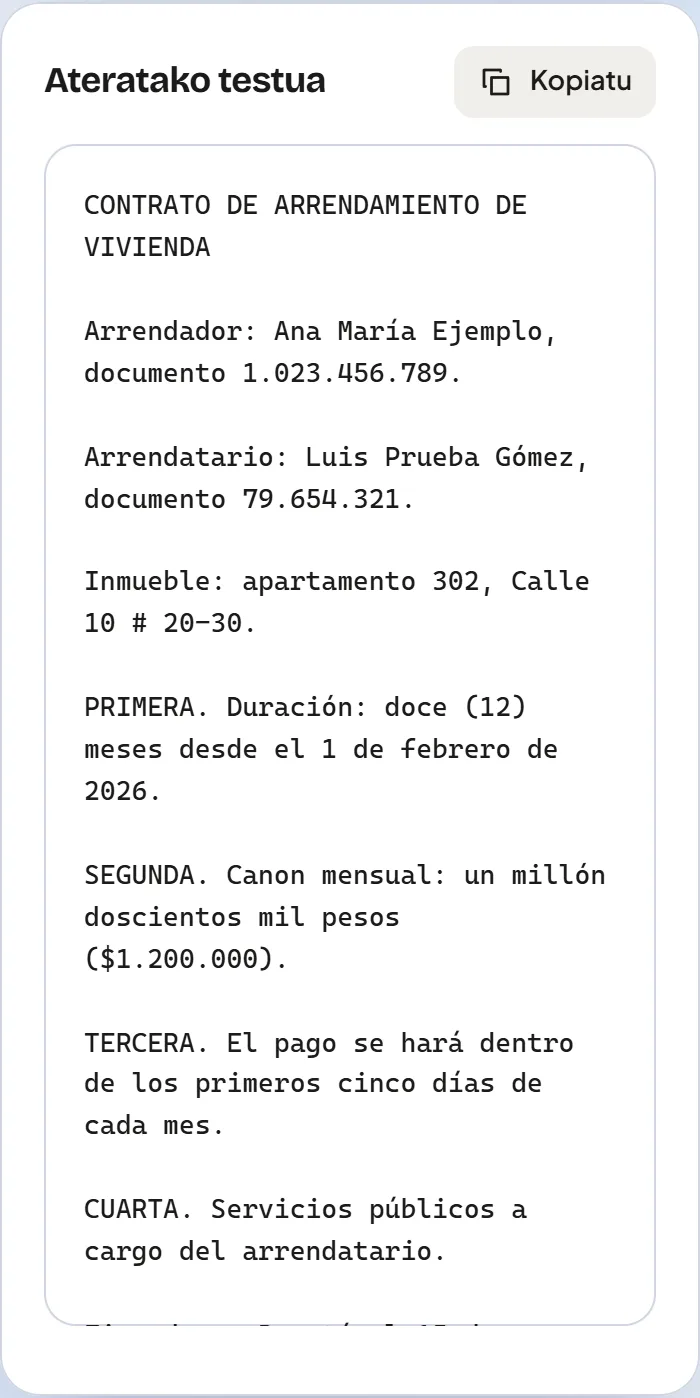 Ateratako testua
Kopiatu
CONTRATO DE ARRENDAMIENTO DE
VIVIENDA
Arrendador: Ana María Ejemplo,
documento 1.023.456.789.
Arrendatario: Luis Prueba Gómez,
documento 79.654.321.
Inmueble: apartamento 302, Calle
10 # 20-30.
PRIMERA. Duración: doce (12)
meses desde el 1 de febrero de
2026.
SEGUNDA. Canon mensual: un millón
doscientos mil pesos
($1.200.000).
TERCERA. El pago se hará dentro
de los primeros cinco días de
cada mes.
CUARTA. Servicios públicos a
cargo del arrendatario.